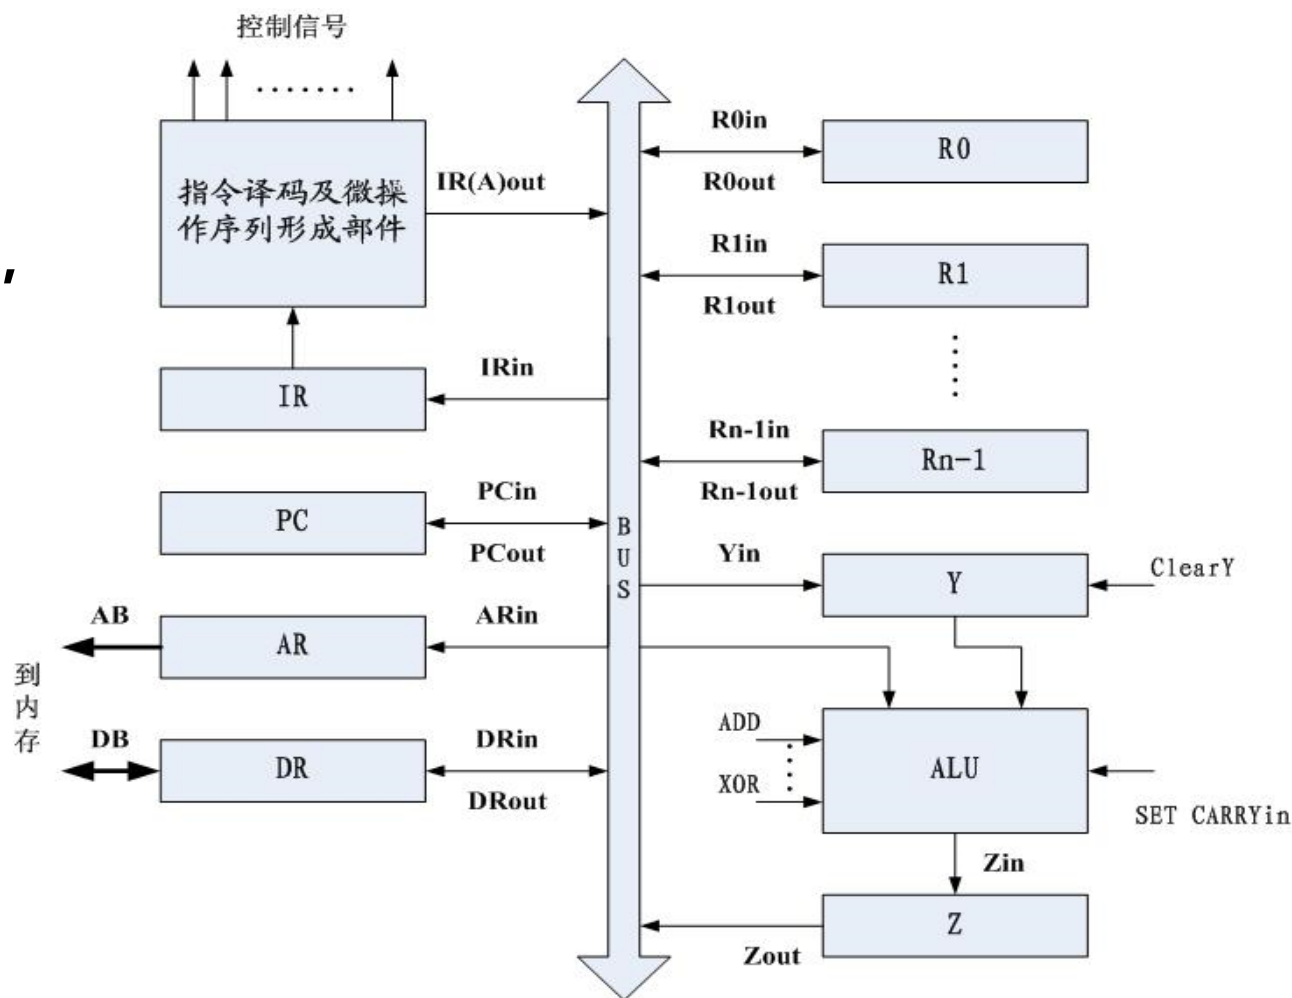 控制信号
指令译码及微操
作序列形成部件
IR(A)out
IRin
IR
PCin
PC
PCout
AB
ARin
AR
到
内
存
DB
DRin
DR
DRout
B
U
S
R0in
R0
R0out
R1in
R1
R1out
Rn-1in
Rn-1
Rn-1out
Yin
Y
ClearY
ADD
XOR
ALU
SET CARRYin
Zin
Z
Zout